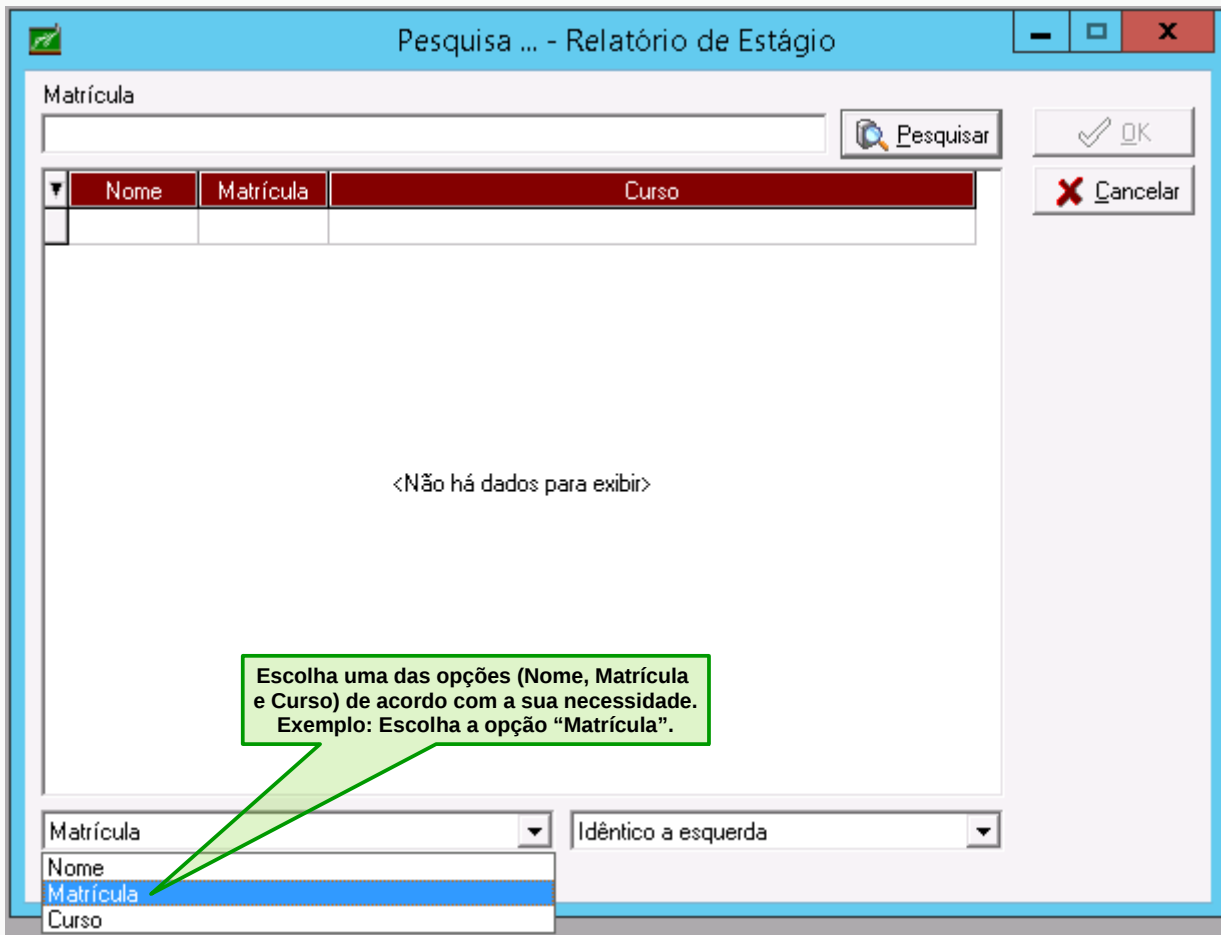 Pesquisa ... - Relatório de Estágio
Matrícula
Pesquisar
OK
Cancelar
Nome Matrícula Curso
<Não há dados para exibir>
Escolha uma das opções (Nome, Matrícula
e Curso) de acordo com a sua necessidade.
Exemplo: Escolha a opção “Matrícula”.
Matrícula
Idêntico a esquerda
Nome
Matrícula
Curso